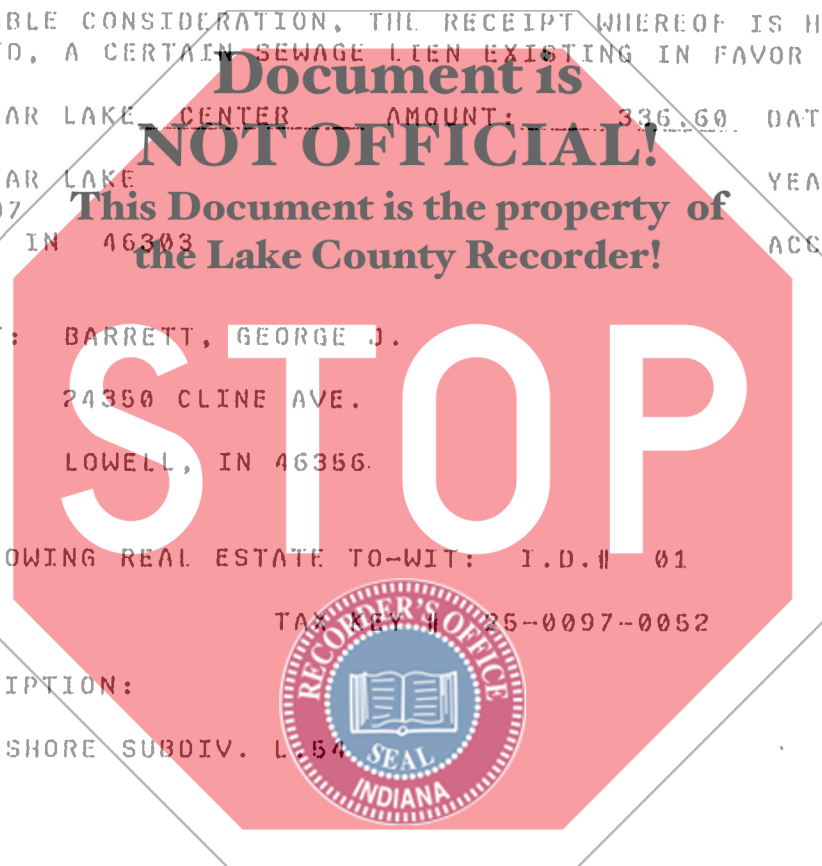 ABLE CONSIDERATION, THE RECEIPT WHEREOF IS H
TD, A CERTAIN SEWAGE LIEN EXISTING IN FAVOR
Document is
AR LAKE CENTER AMOUNT: 336.60 DAT
NOT OFFICIAL!
AR LAKE YEA
07
This Document is the property of
IN 46303 ACC
the Lake County Recorder!
: BARRETT, GEORGE J.
24350 CLINE AVE.
STOP
LOWELL, IN 46356
OWING REAL ESTATE TO-WIT: I.D.# 01
TAX KEY # 25-0097-0052
RECORDER'S OFFICE
IPTION:
SHORE SUBDIV. L.54
SEAL
INDIANA